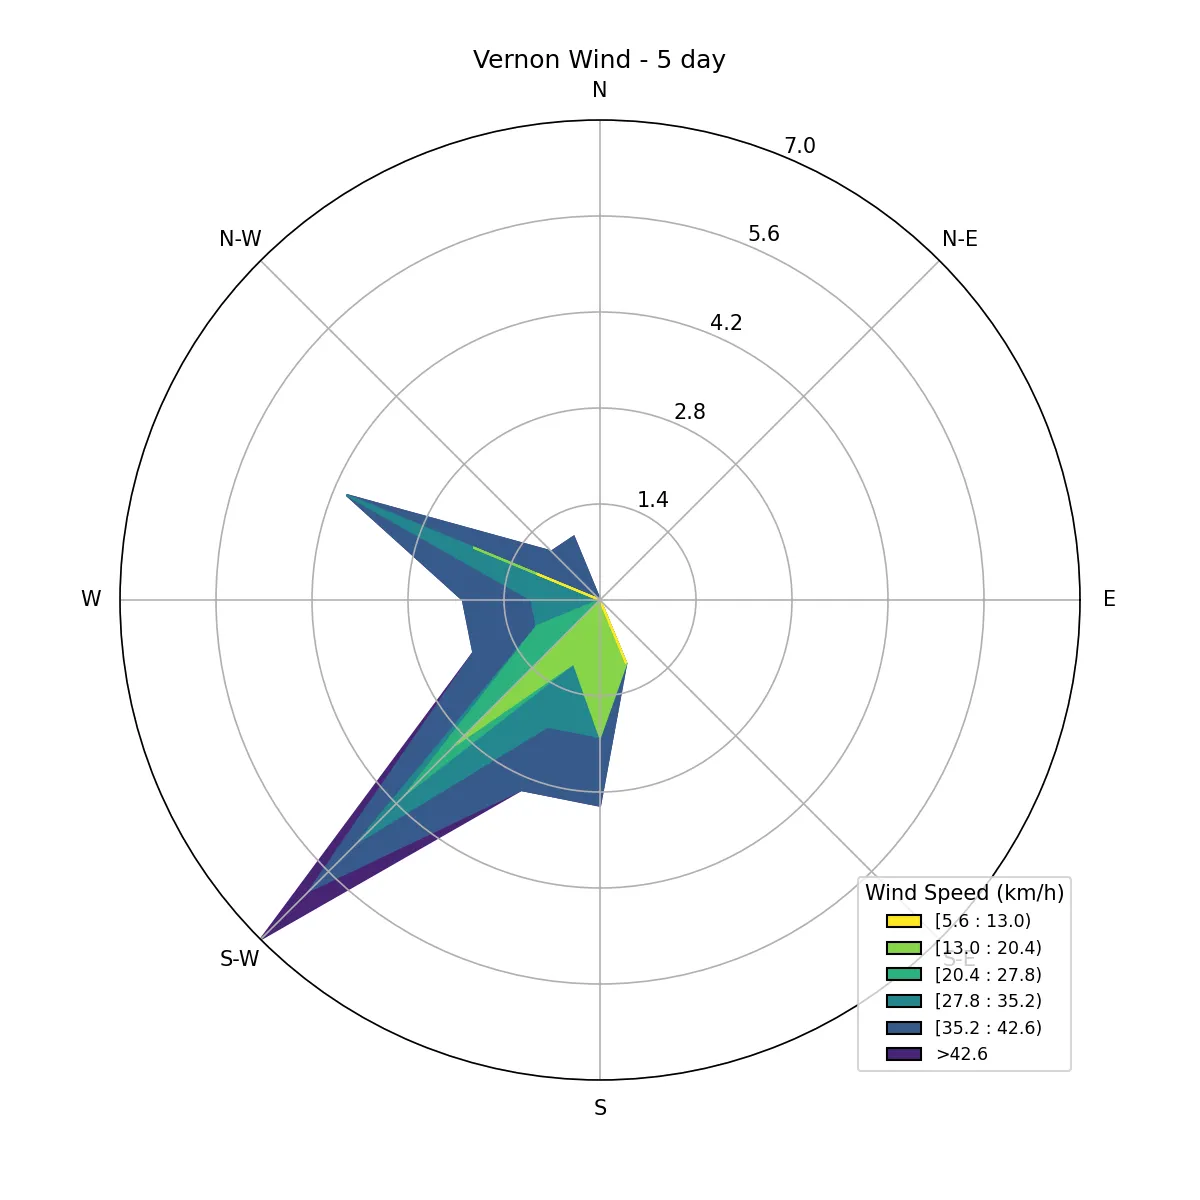 Vernon Wind - 5 day
N
7.0
5.6
N-W
N-E
4.2
2.8
1.4
W
E
Wind Speed (km/h)
[5.6 : 13.0)
[13.0 : 20.4)
S-W
S-E
[20.4 : 27.8)
[27.8 : 35.2)
[35.2 : 42.6)
>42.6
S